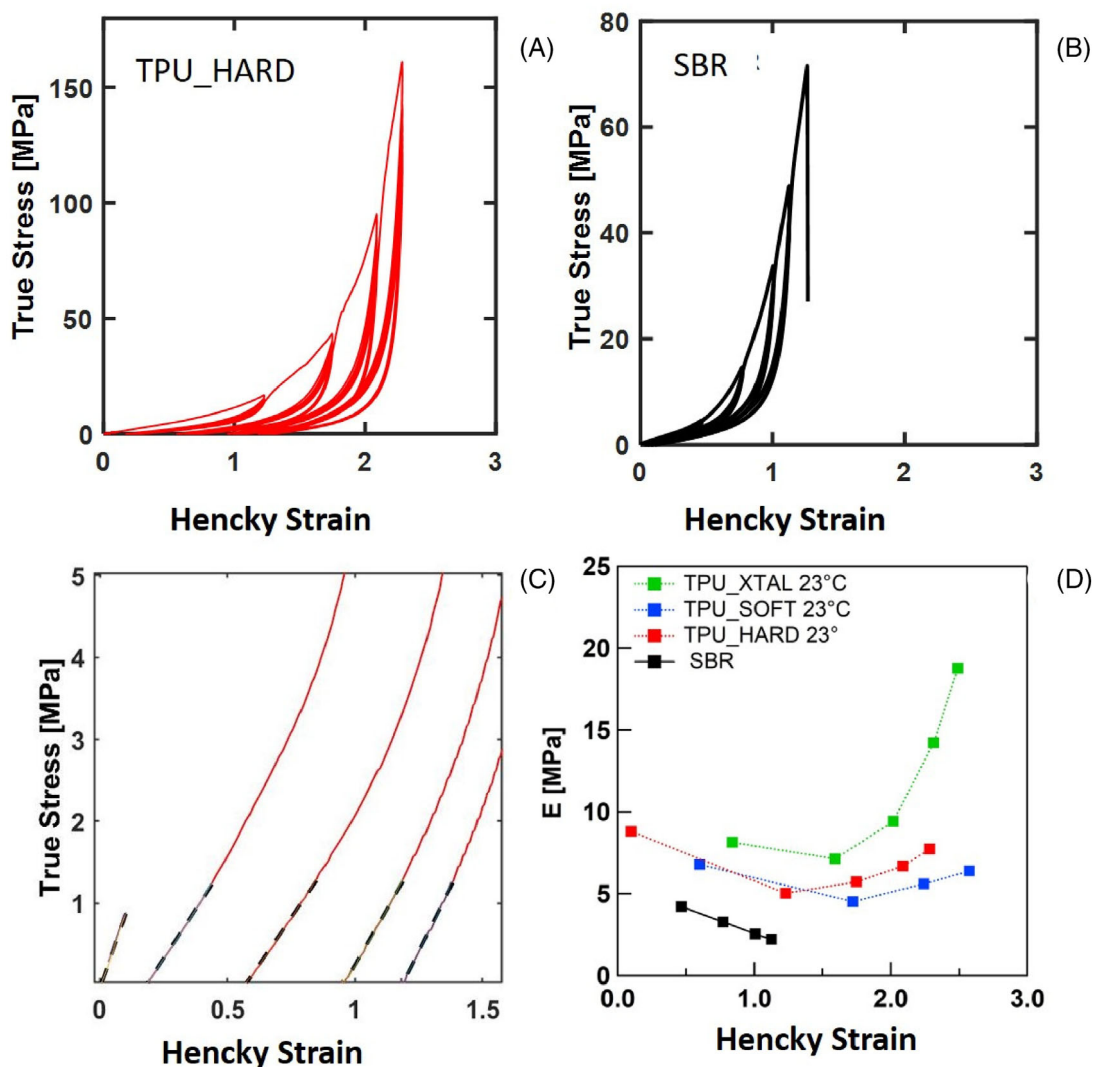 (A)
TPU_HARD
True Stress [MPa]
150
100
50
0
0 1 2 3
Hencky Strain
(B)
SBR
True Stress [MPa]
80
60
40
20
0
0 1 2 3
Hencky Strain
(C)
True Stress [MPa]
5
4
3
2
1
0 0.5 1 1.5
Hencky Strain
(D)
TPU_XTAL 23°C
TPU_SOFT 23°C
TPU_HARD 23°
SBR
E [MPa]
25
20
15
10
5
0
0.0 1.0 2.0 3.0
Hencky Strain